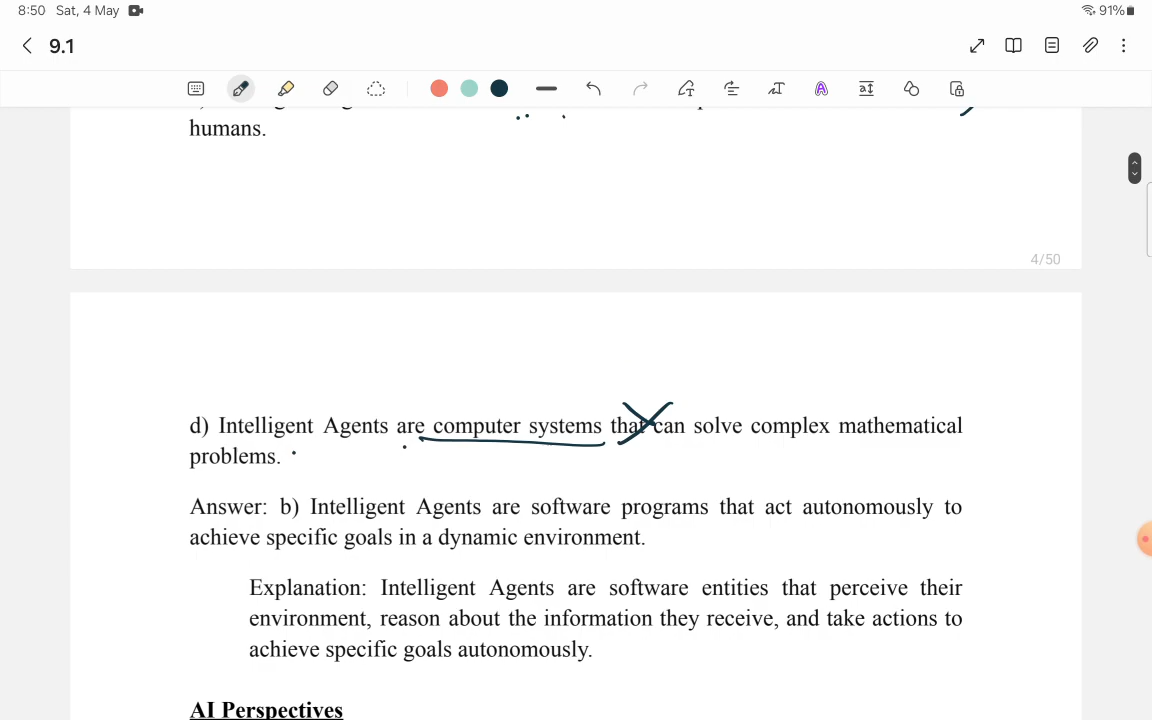 8:50 Sat, 4 May 91%
9.1
humans.
4/50
d) Intelligent Agents are computer systems that can solve complex mathematical
problems.
Answer: b) Intelligent Agents are software programs that act autonomously to
achieve specific goals in a dynamic environment.
Explanation: Intelligent Agents are software entities that perceive their
environment, reason about the information they receive, and take actions to
achieve specific goals autonomously.
AI Perspectives